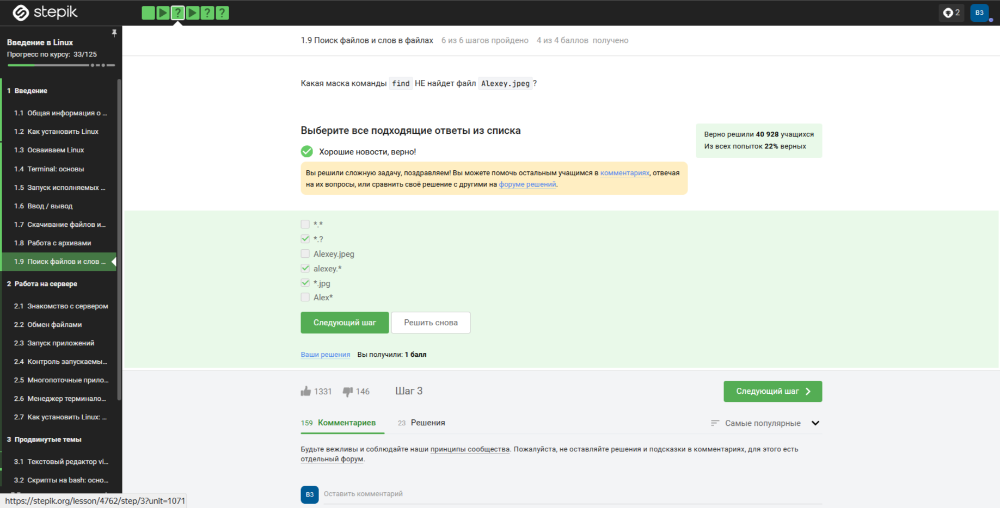 stepik
? ? ?
2
ВЗ
Введение в Linux
Прогресс по курсу: 33/125
1 Введение
1.1 Общая информация о ...
1.2 Как установить Linux
1.3 Осваиваем Linux
1.4 Terminal: основы
1.5 Запуск исполняемых ...
1.6 Ввод / вывод
1.7 Скачивание файлов и...
1.8 Работа с архивами
1.9 Поиск файлов и слов ...
2 Работа на сервере
2.1 Знакомство с сервером
2.2 Обмен файлами
2.3 Запуск приложений
2.4 Контроль запускаемы...
2.5 Многопоточные прило...
2.6 Менеджер терминало...
2.7 Как установить Linux: ...
3 Продвинутые темы
3.1 Текстовый редактор vi...
3.2 Скрипты на bash: осно...
https://stepik.org/lesson/4762/step/3?unit=1071
1.9 Поиск файлов и слов в файлах 6 из 6 шагов пройдено 4 из 4 баллов получено
Какая маска команды find НЕ найдет файл Alexey.jpeg ?
Выберите все подходящие ответы из списка
Хорошие новости, верно!
Верно решили 40 928 учащихся
Из всех попыток 22% верных
Вы решили сложную задачу, поздравляем! Вы можете помочь остальным учащимся в комментариях, отвечая
на их вопросы, или сравнить своё решение с другими на форуме решений.
*.*
*.?
Alexey.jpeg
alexey.*
*.jpg
Alex*
Следующий шаг Решить снова
Ваши решения Вы получили: 1 балл
1331 146 Шаг 3 Следующий шаг
159 Комментариев 23 Решения Самые популярные
Будьте вежливы и соблюдайте наши принципы сообщества. Пожалуйста, не оставляйте решения и подсказки в комментариях, для этого есть
отдельный форум.
ВЗ Оставить комментарий